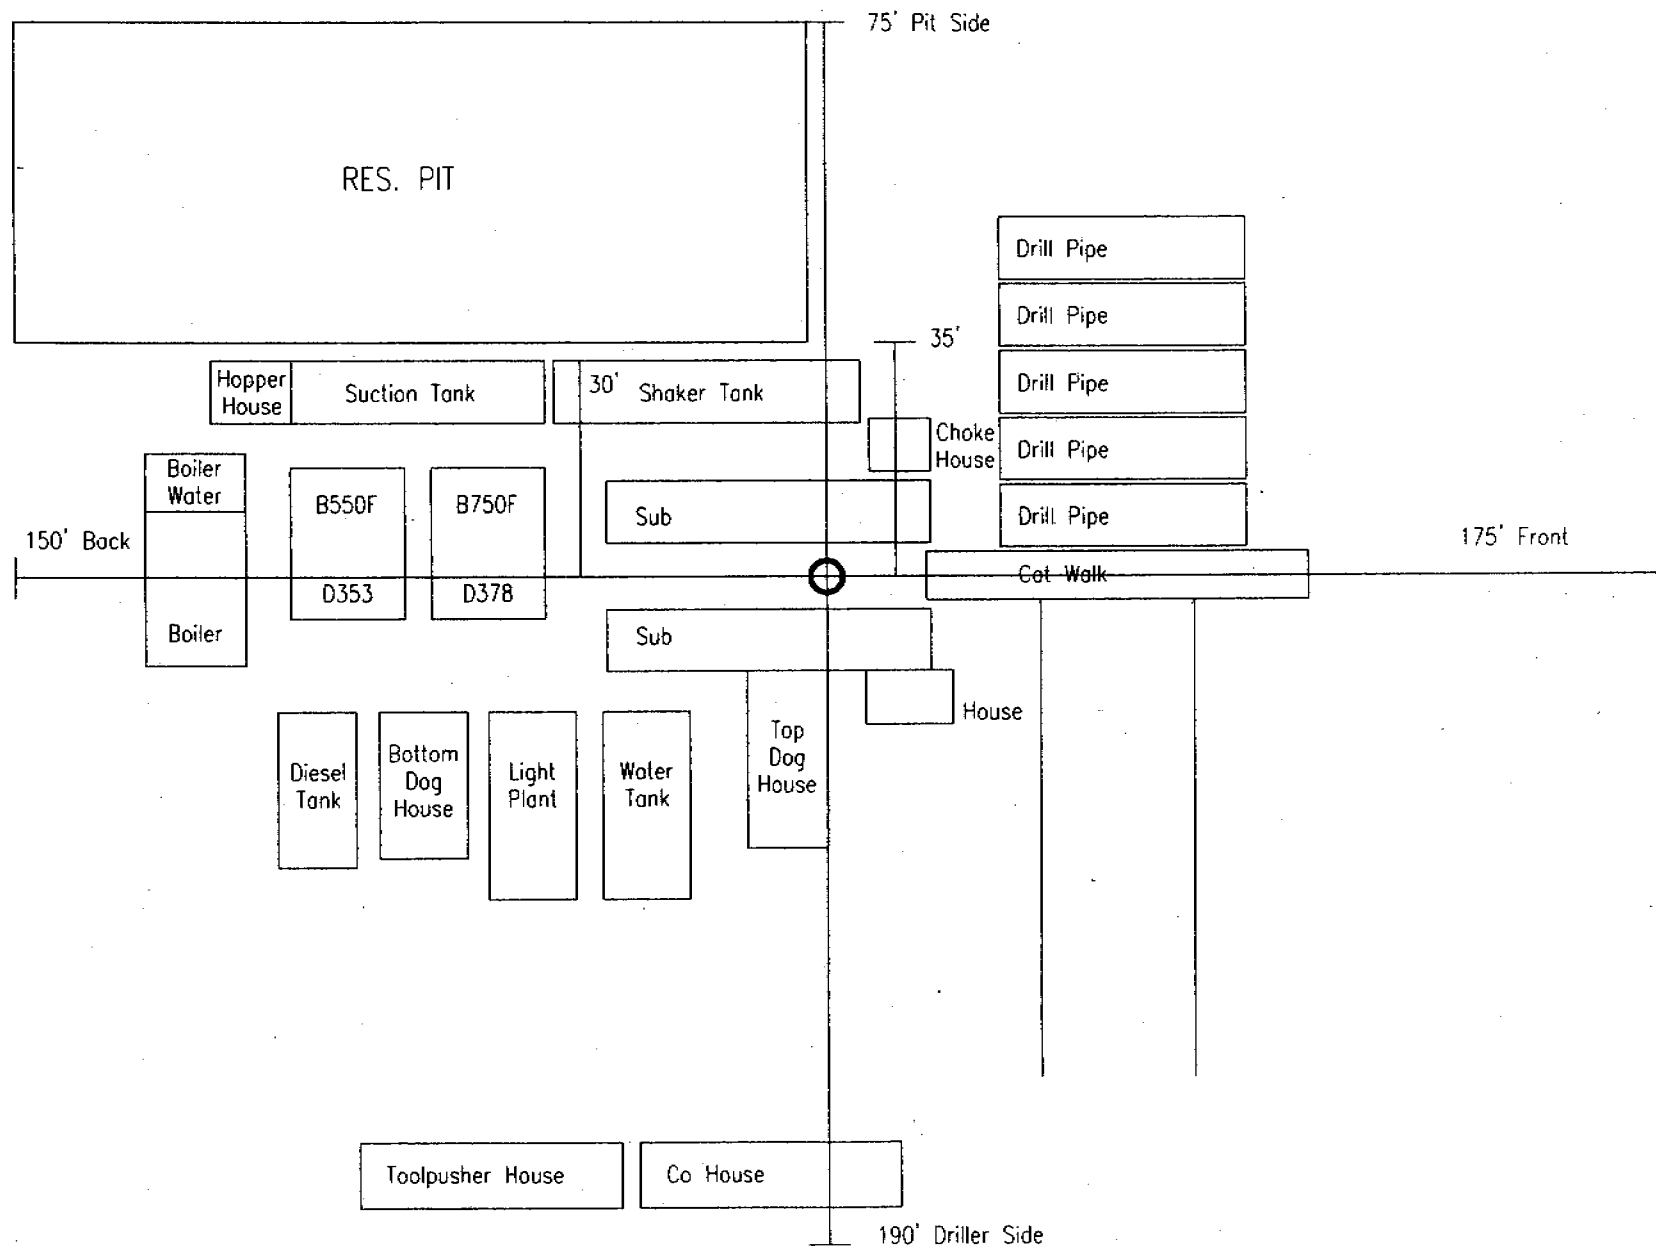 75' Pit Side
RES. PIT
Drill Pipe
Drill Pipe
35'
Drill Pipe
Hopper
House
Suction Tank
30'
Shaker Tank
Choke
House
Drill Pipe
Boiler
Water
B550F
B750F
Sub
Drill Pipe
150' Back
175' Front
Cat Walk
D353
D378
Boiler
Sub
House
Top
Dog
House
Diesel
Tank
Bottom
Dog
House
Light
Plant
Water
Tank
Toolpusher House
Co House
190' Driller Side